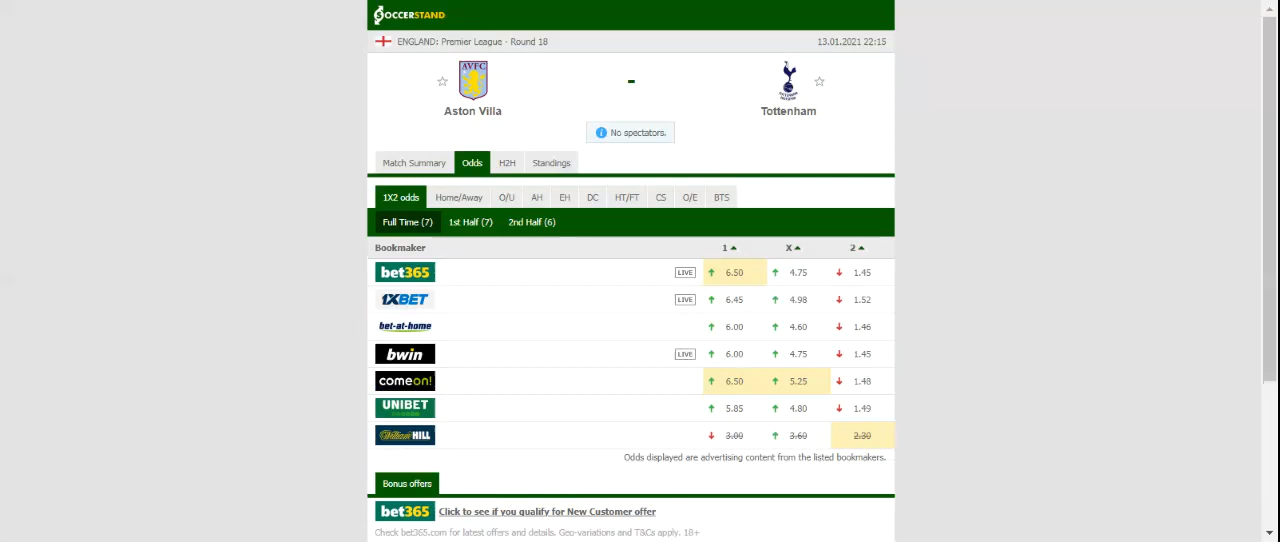 SOCCERSTAND
ENGLAND: Premier League - Round 18 13.01.2021 22:15
AVFC
-
Aston Villa Tottenham
No spectators.
Match Summary Odds H2H Standings
1X2 odds Home/Away O/U AH EH DC HT/FT CS O/E BTS
Full Time (7) 1st Half (7) 2nd Half (6)
Bookmaker 1 X 2
bet365 LIVE 6.50 4.75 1.45
1XBET LIVE 6.45 4.98 1.52
bet-at-home 6.00 4.60 1.46
bwin LIVE 6.00 4.75 1.45
comeon! 6.50 5.25 1.48
UNIBET 5.85 4.80 1.49
William HILL 3.00 3.60 2.30
Odds displayed are advertising content from the listed bookmakers.
Bonus offers
bet365 Click to see if you qualify for New Customer offer
Check bet365.com for latest offers and details. Geo-variations and T&Cs apply. 18+